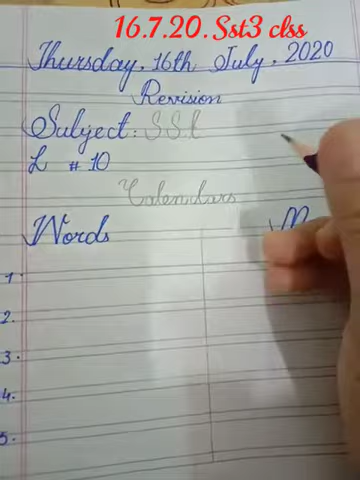 16.7.20. Sst3 clss
Thursday, 16th July, 2020
Revision
Subject: S.S.t
L # 10
Calendars
Words M
1.
2.
3.
4.
5.